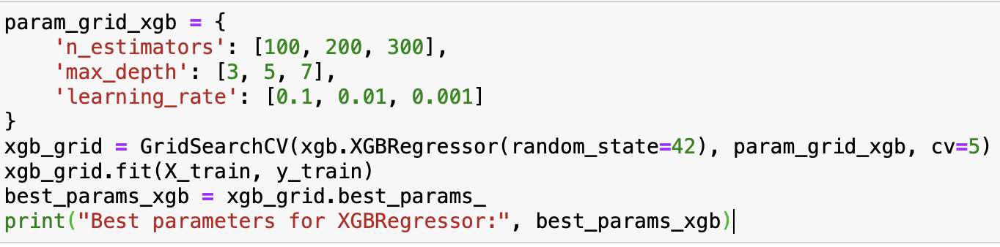 param_grid_xgb = {
    'n_estimators': [100, 200, 300],
    'max_depth': [3, 5, 7],
    'learning_rate': [0.1, 0.01, 0.001]
}
xgb_grid = GridSearchCV(xgb.XGBRegressor(random_state=42), param_grid_xgb, cv=5)
xgb_grid.fit(X_train, y_train)
best_params_xgb = xgb_grid.best_params_
print("Best parameters for XGBRegressor:", best_params_xgb)